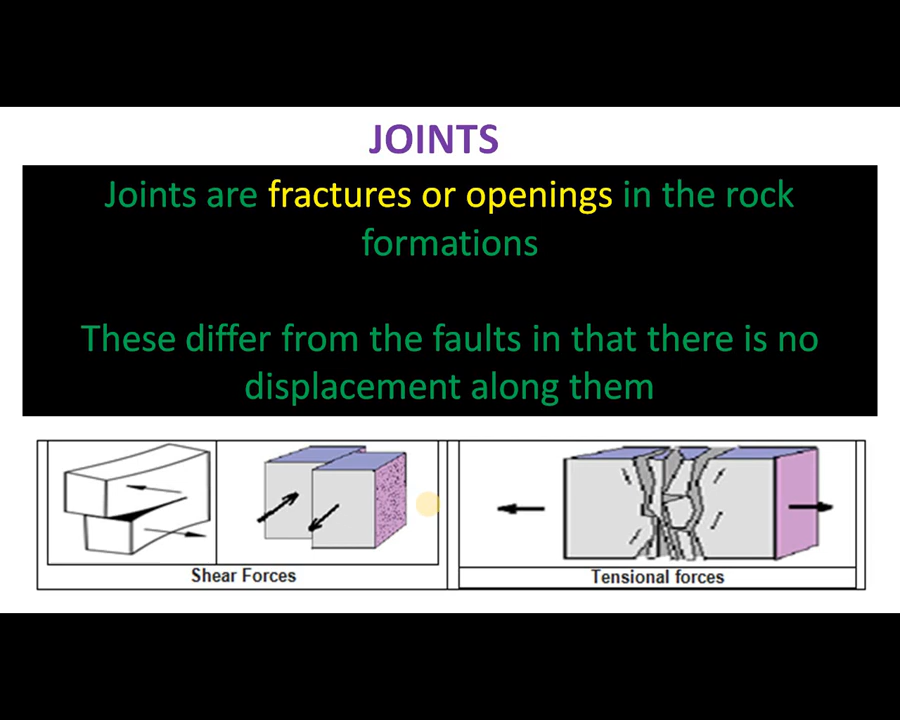 JOINTS
Joints are fractures or openings in the rock
formations
These differ from the faults in that there is no
displacement along them
Shear Forces
Tensional forces